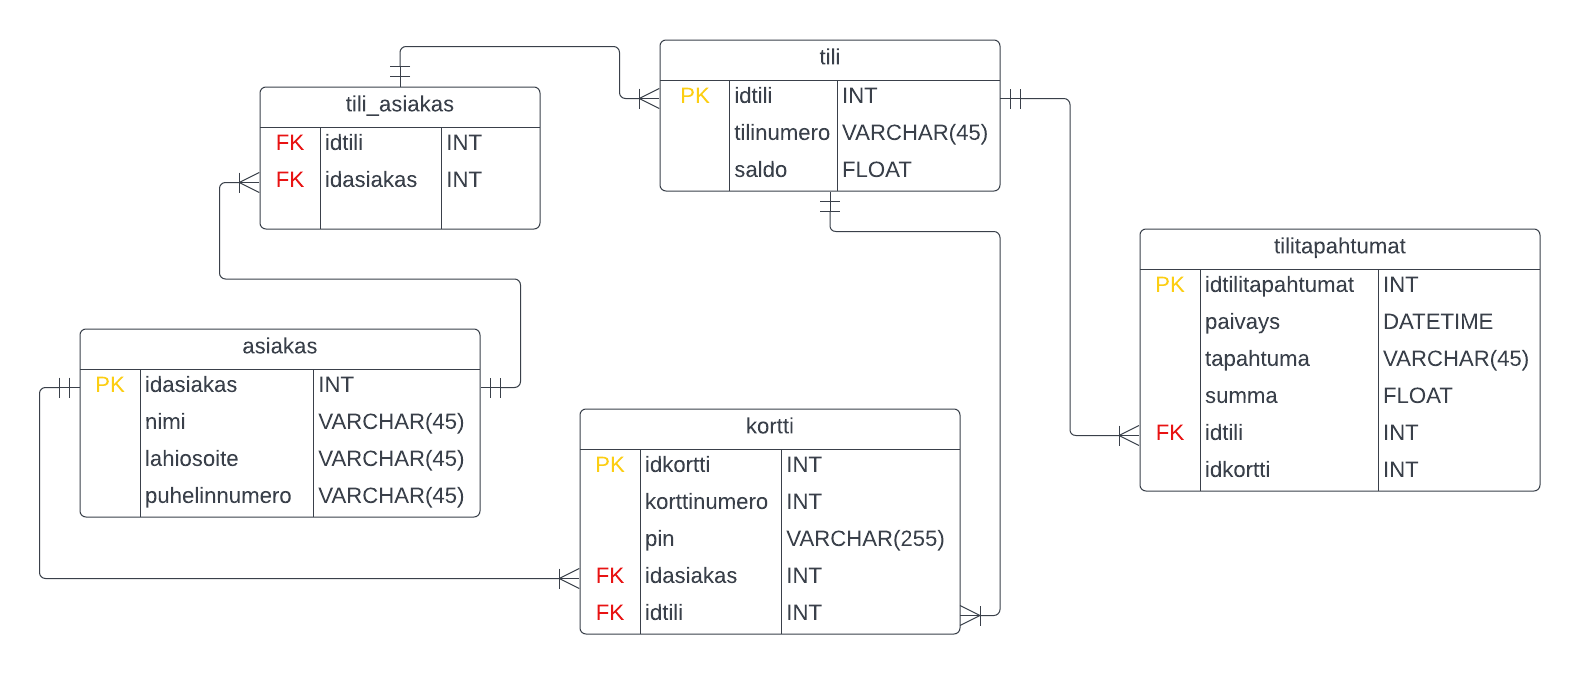 tili_asiakas
FK idtili INT
FK idasiakas INT
tili
PK idtili INT
tilinumero VARCHAR(45)
saldo FLOAT
tilitapahtumat
PK idtilitapahtumat INT
paivays DATETIME
tapahtuma VARCHAR(45)
summa FLOAT
FK idtili INT
idkortti INT
asiakas
PK idasiakas INT
nimi VARCHAR(45)
lahiosoite VARCHAR(45)
puhelinnumero VARCHAR(45)
kortti
PK idkortti INT
korttinumero INT
pin VARCHAR(255)
FK idasiakas INT
FK idtili INT